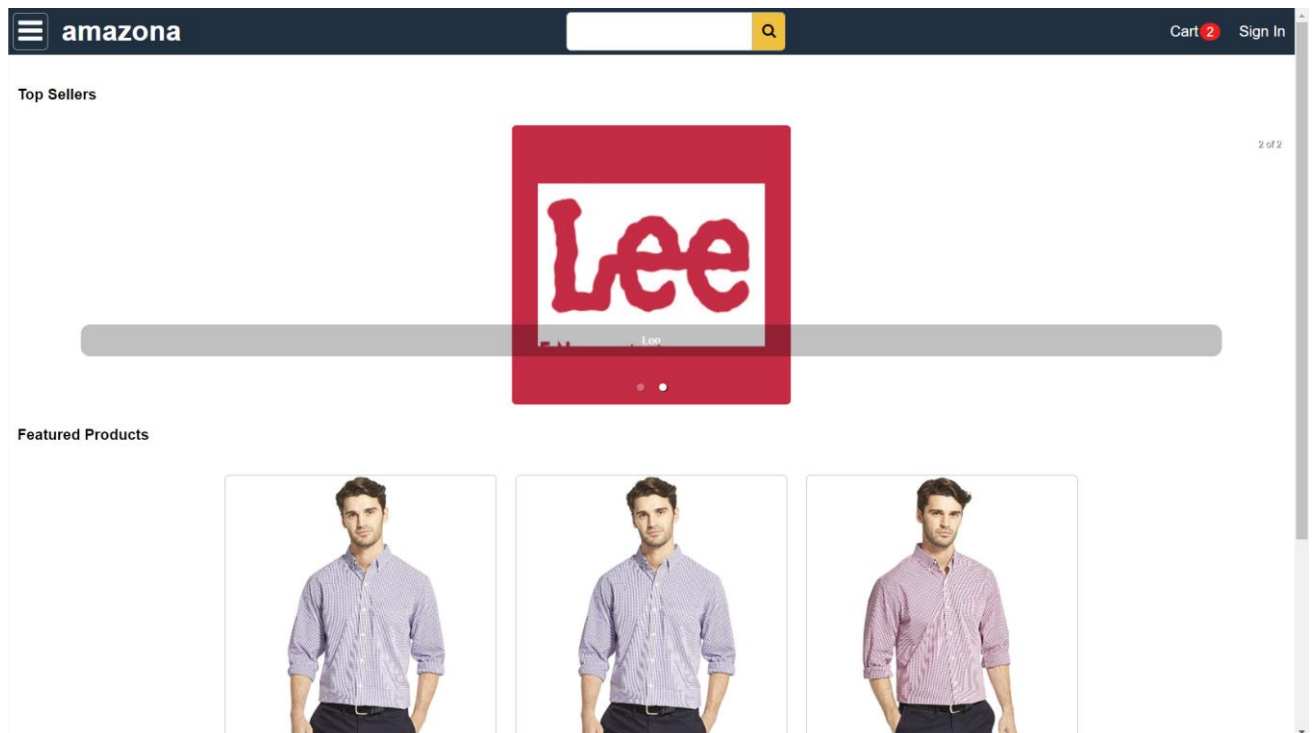 amazona
Cart 2 Sign In
Top Sellers
2 of 2
Lee
Lee
Featured Products